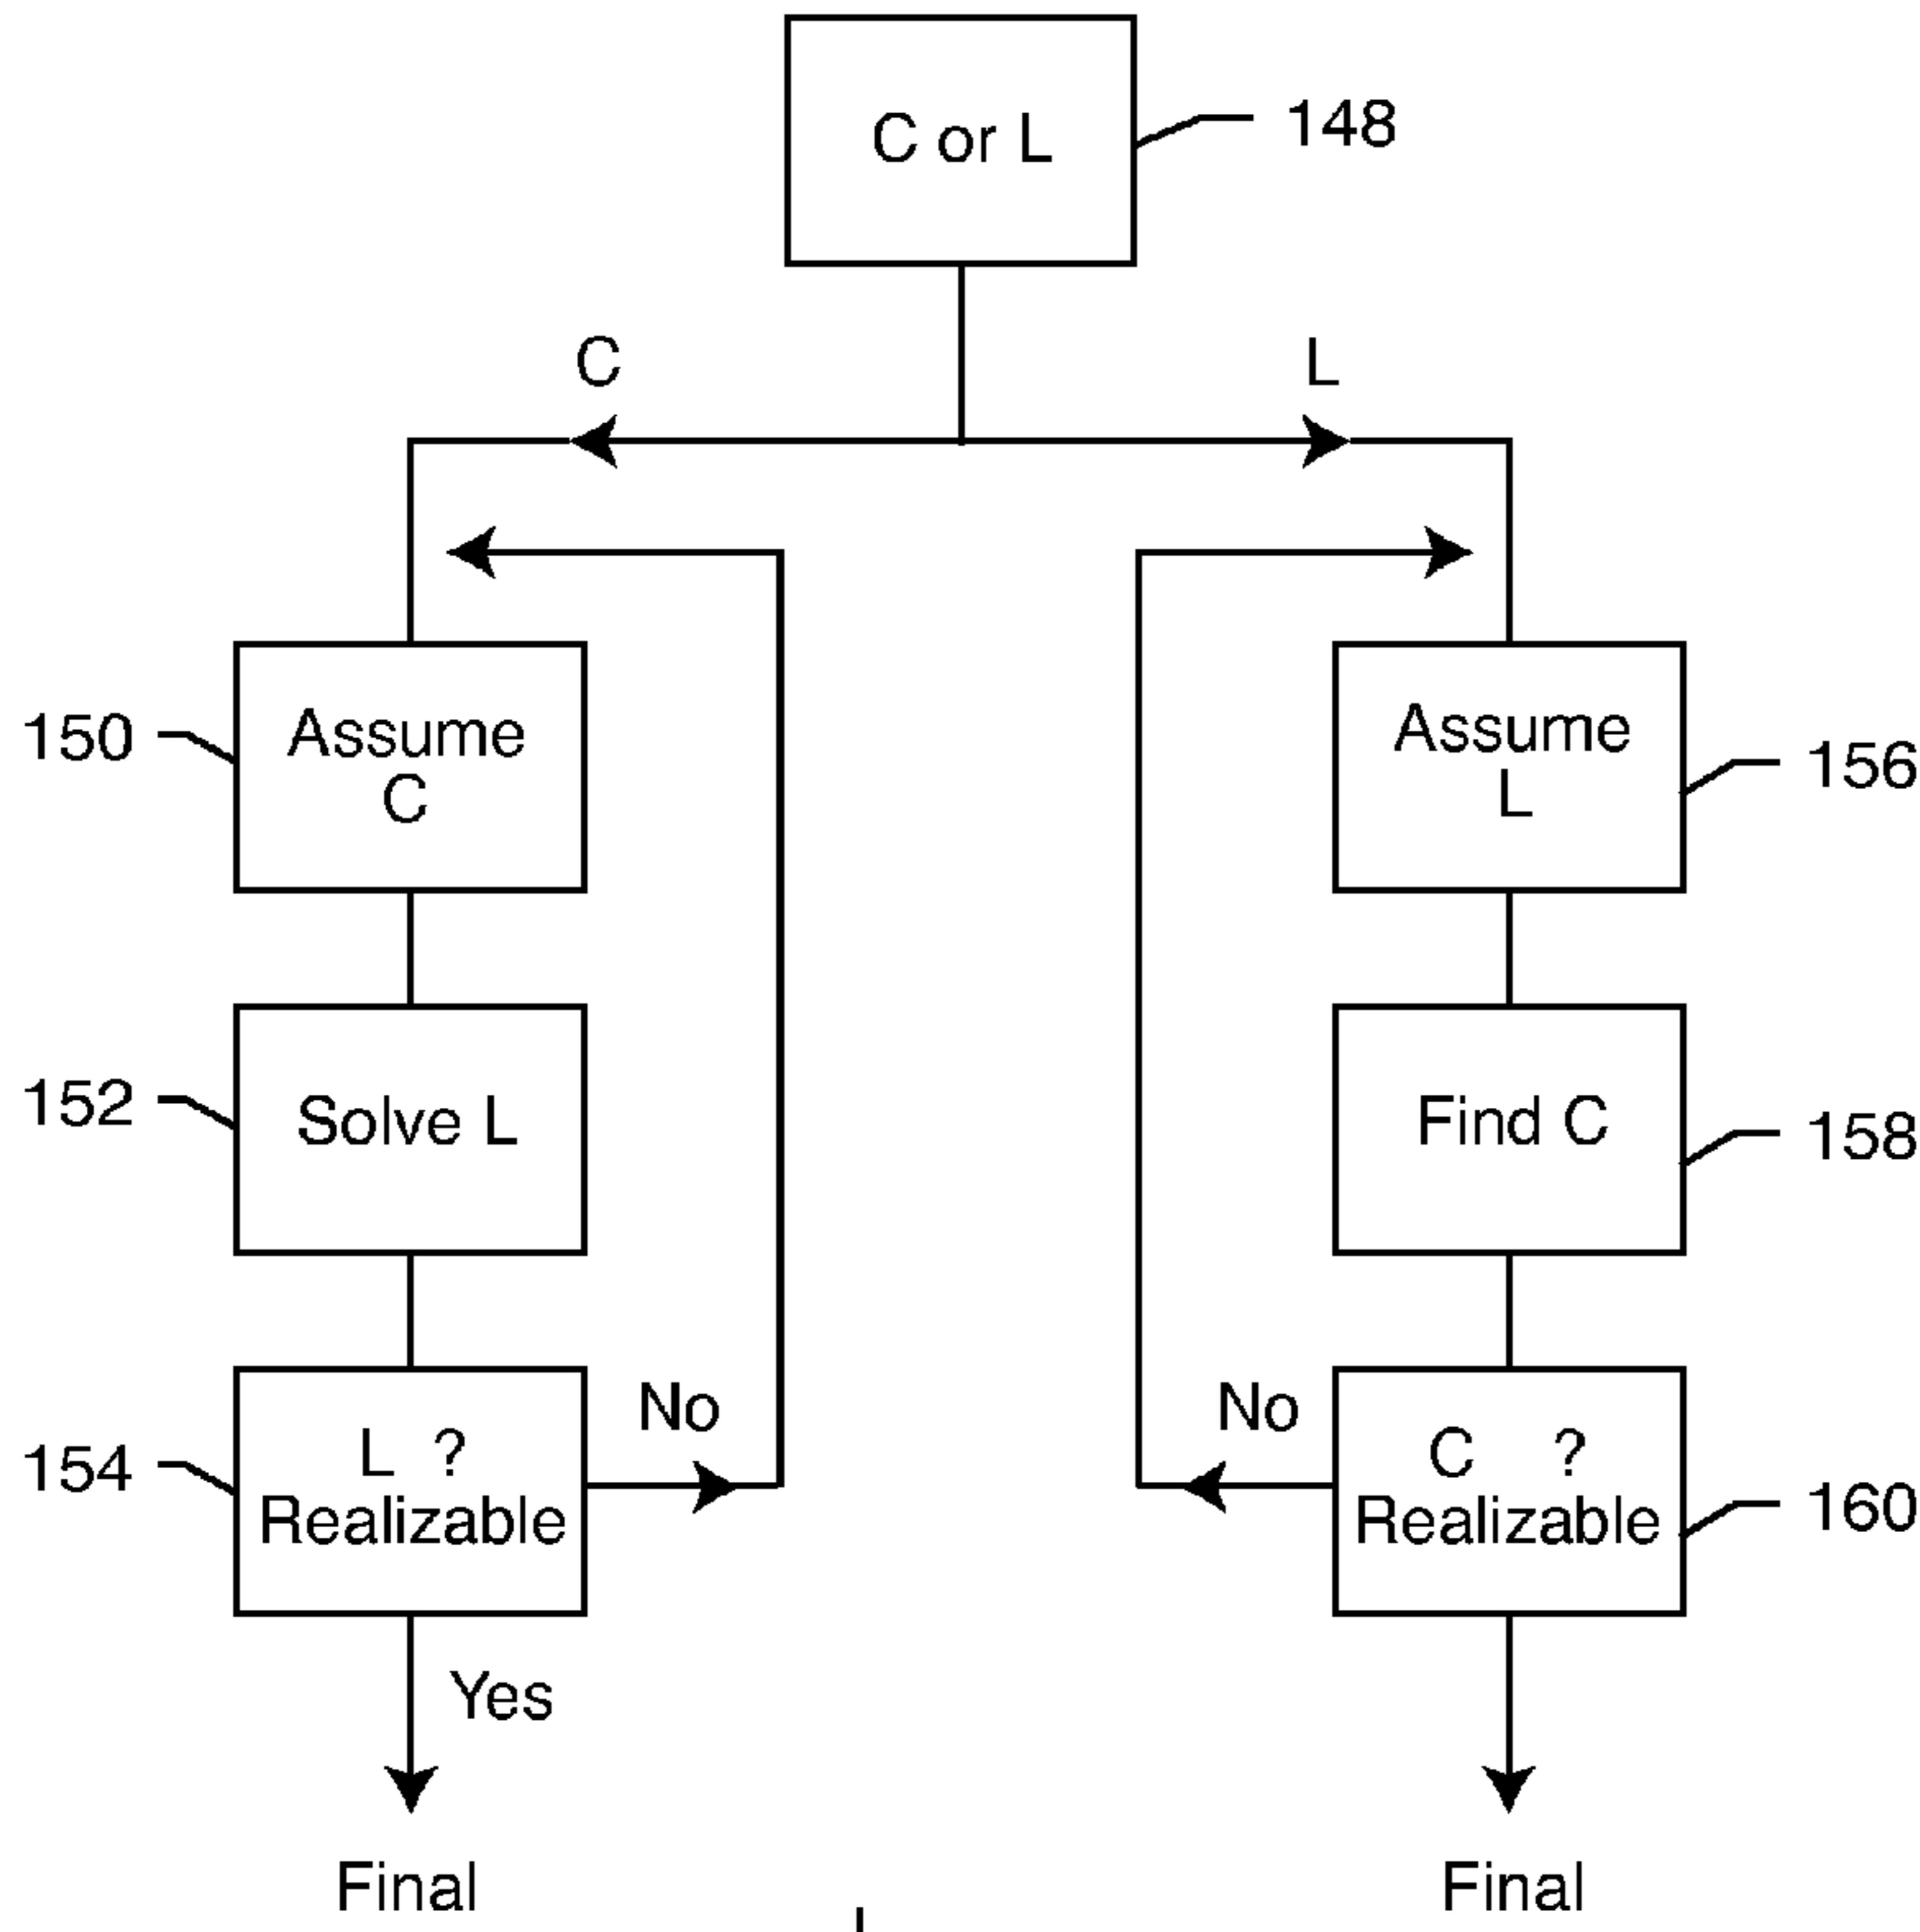 C or L
148
C
L
150
Assume
C
Assume
L
156
152
Solve L
Find C
158
154
L ?
Realizable
No
No
C ?
Realizable
160
Yes
Final
Final